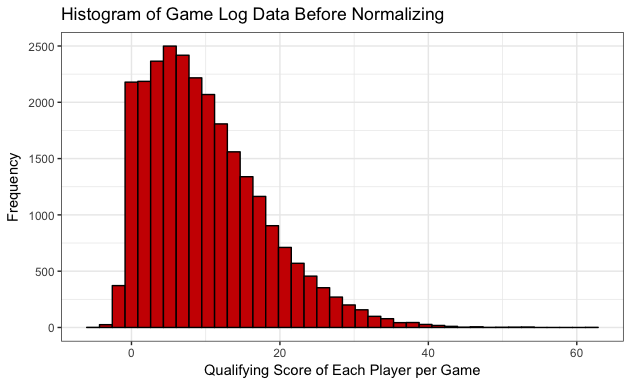 Histogram of Game Log Data Before Normalizing
2500
2000
1500
1000
500
0
Frequency
0 20 40 60
Qualifying Score of Each Player per Game